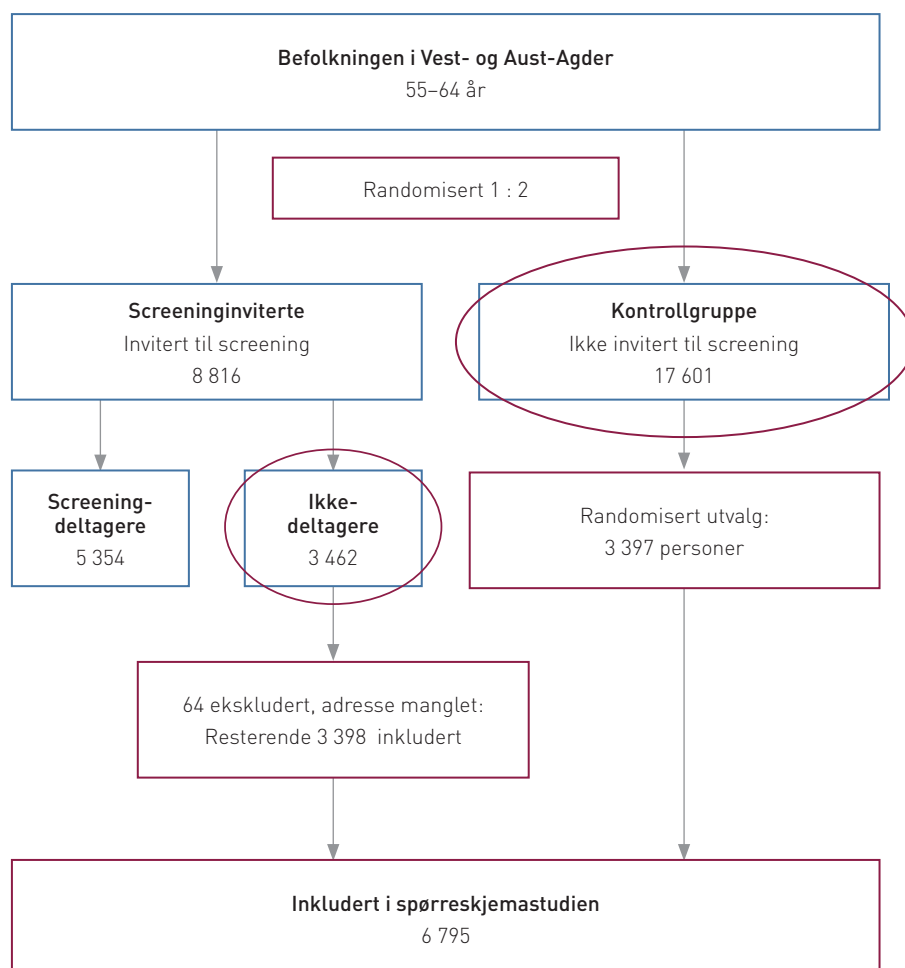 Befolkningen i Vest- og Aust-Agder
55–64 år
Randomisert 1 : 2
Screeninginviterte
Invitert til screening
8 816
Kontrollgruppe
Ikke invitert til screening
17 601
Screening-
deltagere
5 354
Ikke-
deltagere
3 462
Randomisert utvalg:
3 397 personer
64 ekskludert, adresse manglet:
Resterende 3 398 inkludert
Inkludert i spørreskjemastudien
6 795